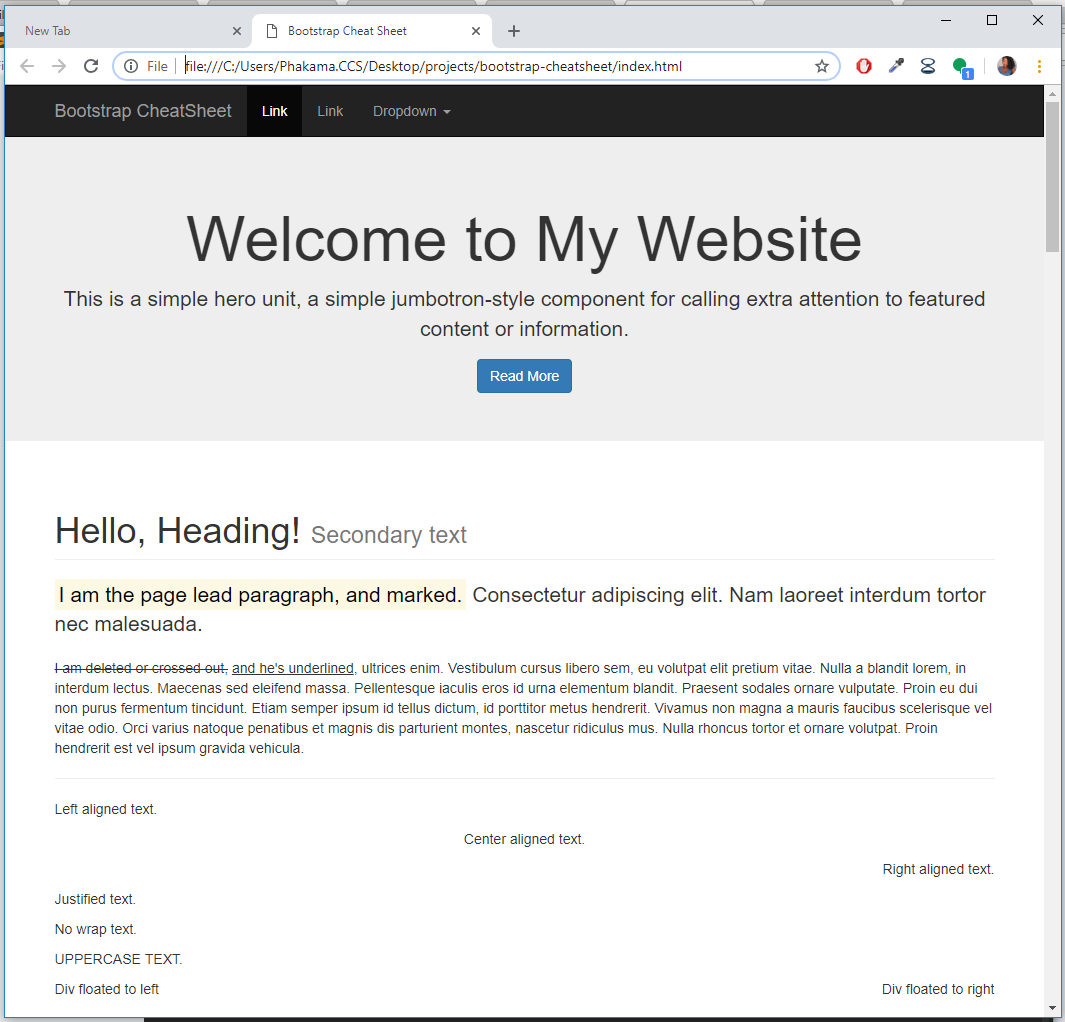 New Tab
Bootstrap Cheat Sheet
File
file:///C:/Users/Phakama.CCS/Desktop/projects/bootstrap-cheatsheet/index.html
1
Bootstrap CheatSheet Link Link Dropdown
Welcome to My Website
This is a simple hero unit, a simple jumbotron-style component for calling extra attention to featured
content or information.
Read More
Hello, Heading! Secondary text
I am the page lead paragraph, and marked. Consectetur adipiscing elit. Nam laoreet interdum tortor
nec malesuada.
I am deleted or crossed out, and he's underlined, ultrices enim. Vestibulum cursus libero sem, eu volutpat elit pretium vitae. Nulla a blandit lorem, in
interdum lectus. Maecenas sed eleifend massa. Pellentesque iaculis eros id urna elementum blandit. Praesent sodales ornare vulputate. Proin eu dui
non purus fermentum tincidunt. Etiam semper ipsum id tellus dictum, id porttitor metus hendrerit. Vivamus non magna a mauris faucibus scelerisque vel
vitae odio. Orci varius natoque penatibus et magnis dis parturient montes, nascetur ridiculus mus. Nulla rhoncus tortor et ornare volutpat. Proin
hendrerit est vel ipsum gravida vehicula.
Left aligned text.
Center aligned text.
Right aligned text.
Justified text.
No wrap text.
UPPERCASE TEXT.
Div floated to left Div floated to right